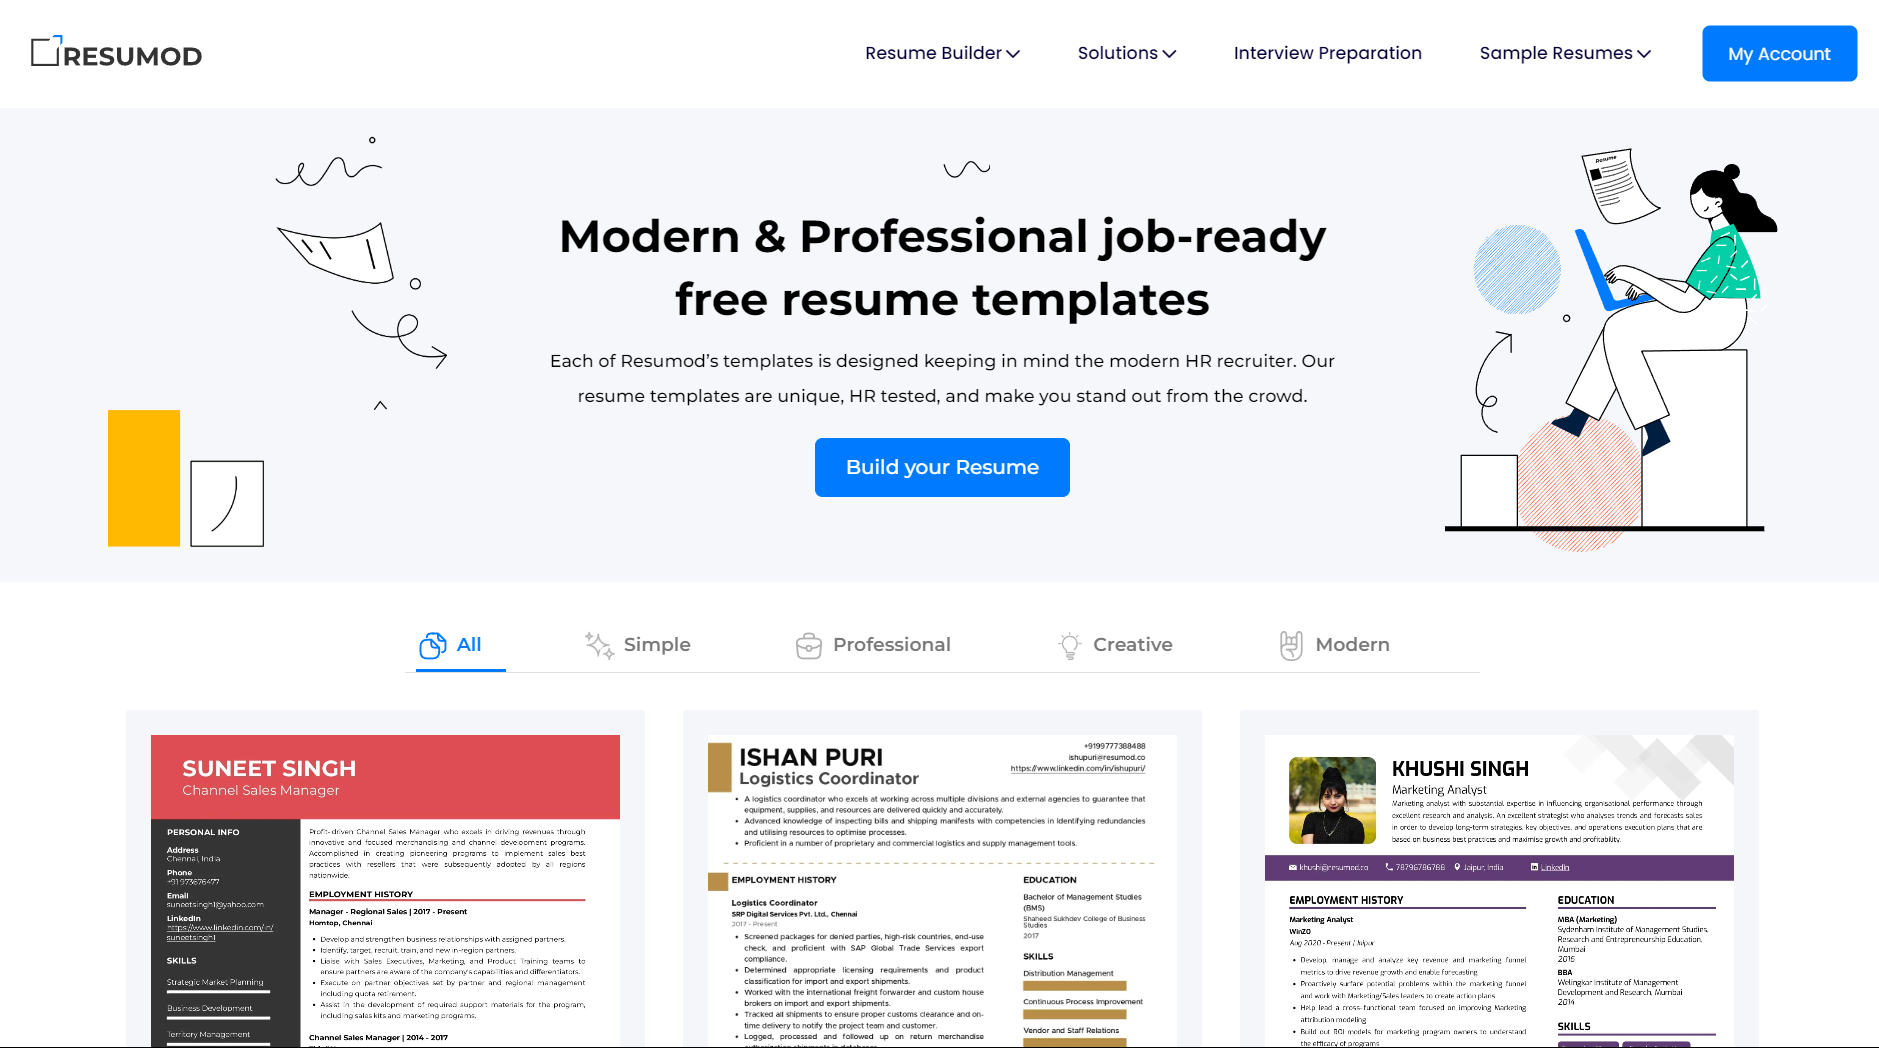 RESUMOD
Resume Builder
Solutions
Interview Preparation
Sample Resumes
My Account
Resume
Modern & Professional job-ready
free resume templates
Each of Resumod’s templates is designed keeping in mind the modern HR recruiter. Our
resume templates are unique, HR tested, and make you stand out from the crowd.
Build your Resume
All
Simple
Professional
Creative
Modern
SUNEET SINGH
Channel Sales Manager
PERSONAL INFO
Address
Chennai, India
Phone
+91 973676477
Email
suneetsingh1@yahoo.com
LinkedIn
https://www.linkedin.com/in/
suneetsingh1
SKILLS
Strategic Market Planning
Business Development
Territory Management
Profit-driven Channel Sales Manager who excels in driving revenues through
innovative and focused merchandising and channel development programs.
Accomplished in creating pioneering programs to implement sales best
practices with resellers that were subsequently adopted by all regions
nationwide.
EMPLOYMENT HISTORY
Manager - Regional Sales | 2017 - Present
Homtop, Chennai
• Develop and strengthen business relationships with assigned partners.
• Identify, target, recruit, train, and new in-region partners.
• Liaise with Sales Executives, Marketing, and Product Training teams to
ensure partners are aware of the company's capabilities and differentiators.
• Execute on partner objectives set by partner and regional management
including quota retirement.
• Assist in the development of required support materials for the program,
including sales kits and marketing programs.
Channel Sales Manager | 2014 - 2017
ISHAN PURI
Logistics Coordinator
+9199777388488
ishupuri@resumod.co
https://www.linkedin.com/in/ishupuri/
• A logistics coordinator who excels at working across multiple divisions and external agencies to guarantee that
equipment, supplies, and resources are delivered quickly and accurately.
• Advanced knowledge of inspecting bills and shipping manifests with competencies in identifying redundancies
and utilising resources to optimise processes.
• Proficient in a number of proprietary and commercial logistics and supply management tools.
EMPLOYMENT HISTORY
Logistics Coordinator
SRP Digital Services Pvt. Ltd., Chennai
2017 - Present
• Screened packages for denied parties, high-risk countries, end-use
check, and proficient with SAP Global Trade Services export
compliance.
• Determined appropriate licensing requirements and product
classification for import and export shipments.
• Worked with the international freight forwarder and custom house
brokers on import and export shipments.
• Tracked all shipments to ensure proper customs clearance and on-
time delivery to notify the project team and customer.
• Logged, processed and followed up on return merchandise
EDUCATION
Bachelor of Management Studies
(BMS)
Shaheed Sukhdev College of Business
Studies
2017
SKILLS
Distribution Management
Continuous Process Improvement
Vendor and Staff Relations
KHUSHI SINGH
Marketing Analyst
Marketing analyst with substantial expertise in influencing organisational performance through
excellent research and analysis. An excellent strategist who analyses trends and forecasts sales
in order to develop long-term strategies, key objectives, and operations execution plans that are
based on business best practices and maximise growth and profitability.
khushi@resumod.co
78796786788
Jaipur, India
LinkedIn
EMPLOYMENT HISTORY
Marketing Analyst
WinZO
Aug 2020 - Present | Jaipur
• Develop, manage and analyze key revenue and marketing funnel
metrics to drive revenue growth and enable forecasting
• Proactively surface potential problems within the marketing funnel
and work with Marketing/Sales leaders to create action plans
• Help lead a cross-functional team focused on improving Marketing
attribution modeling
• Build out ROI models for marketing program owners to understand
the efficacy of programs
EDUCATION
MBA (Marketing)
Sydenham Institute of Management Studies,
Research and Entrepreneurship Education,
Mumbai
2016
BBA
Welingkar Institute of Management
Development and Research, Mumbai
2014
SKILLS